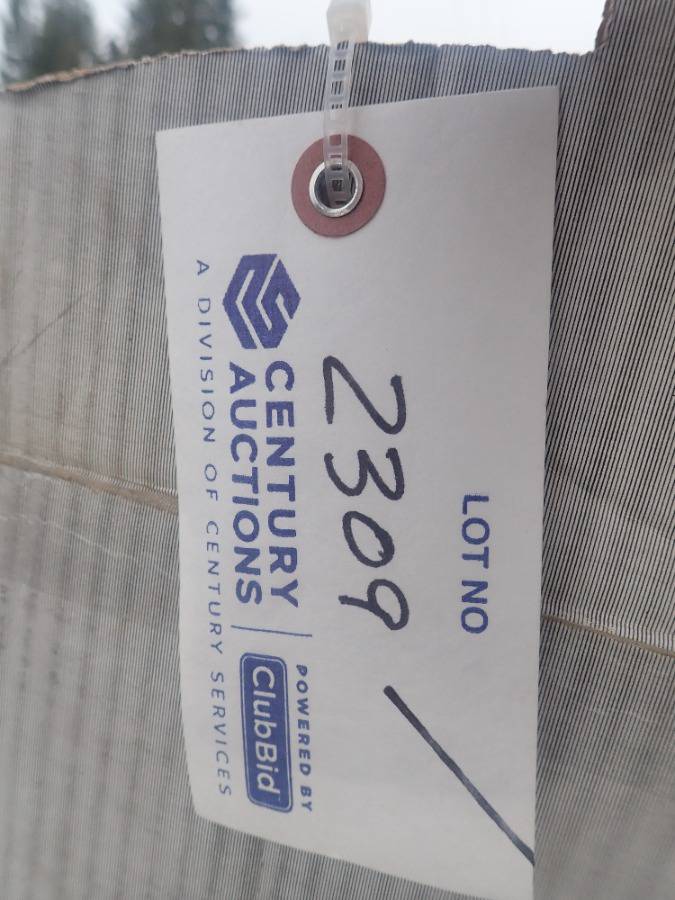 LOT NO
2309 /
CENTURY
AUCTIONS
POWERED BY
ClubBid
A DIVISION OF CENTURY SERVICES